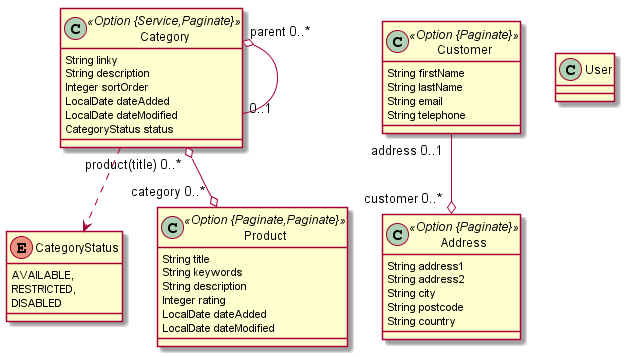 C
«Option {Service,Paginate}»
Category
String linky
String description
Integer sortOrder
LocalDate dateAdded
LocalDate dateModified
CategoryStatus status
parent 0..*
0..1
C
«Option {Paginate}»
Customer
String firstName
String lastName
String email
String telephone
C User
product(title) 0..*
category 0..*
address 0..1
customer 0..*
E CategoryStatus
AVAILABLE,
RESTRICTED,
DISABLED
C
«Option {Paginate,Paginate}»
Product
String title
String keywords
String description
Integer rating
LocalDate dateAdded
LocalDate dateModified
C
«Option {Paginate}»
Address
String address1
String address2
String city
String postcode
String country